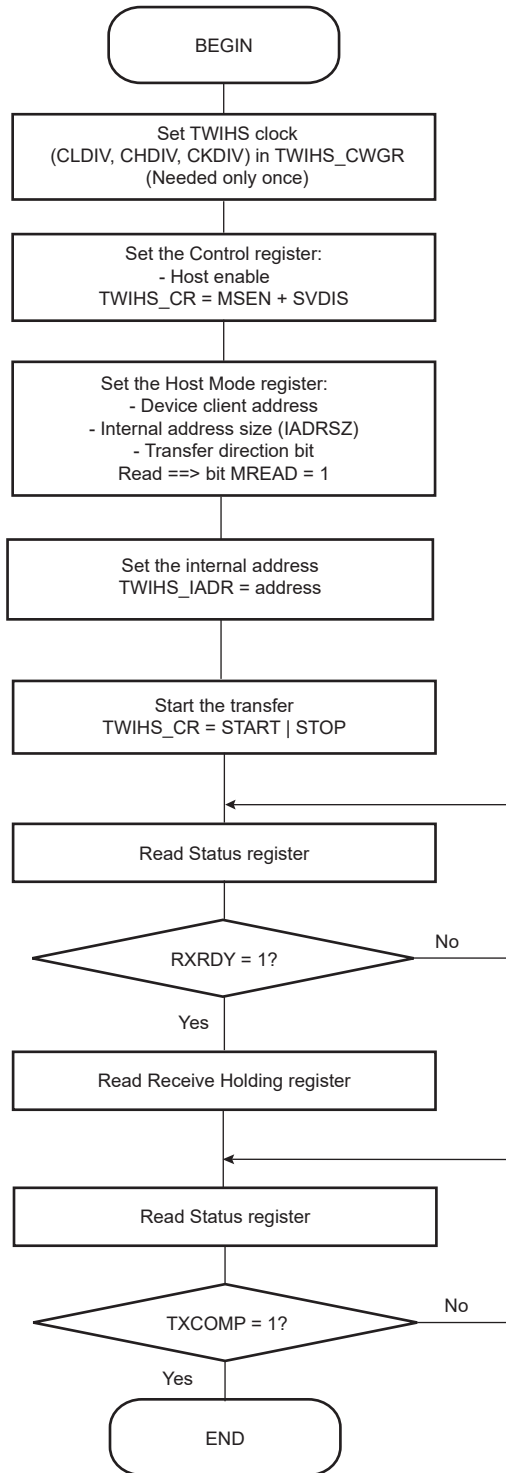 BEGIN
Set TWIHS clock
(CLDIV, CHDIV, CKDIV) in TWIHS_CWGR
(Needed only once)
Set the Control register:
- Host enable
TWIHS_CR = MSEN + SVDIS
Set the Host Mode register:
- Device client address
- Internal address size (IADRSZ)
- Transfer direction bit
Read ==> bit MREAD = 1
Set the internal address
TWIHS_IADR = address
Start the transfer
TWIHS_CR = START | STOP
Read Status register
RXRDY = 1?
No
Yes
Read Receive Holding register
Read Status register
TXCOMP = 1?
No
Yes
END